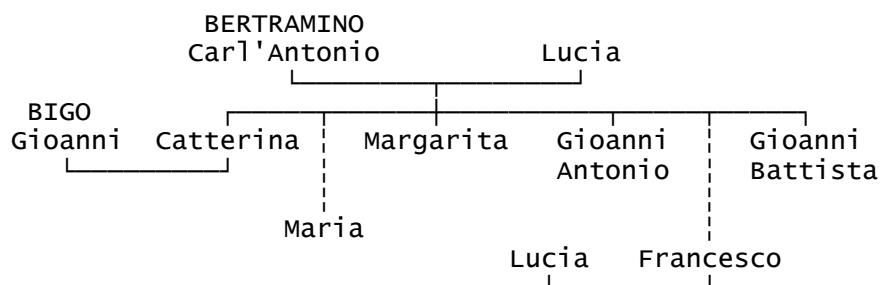 BERTRAMINO
Carl'Antonio Lucia
BIGO
Gioanni Catterina Margarita Gioanni Gioanni
Antonio Battista
Maria
Lucia Francesco